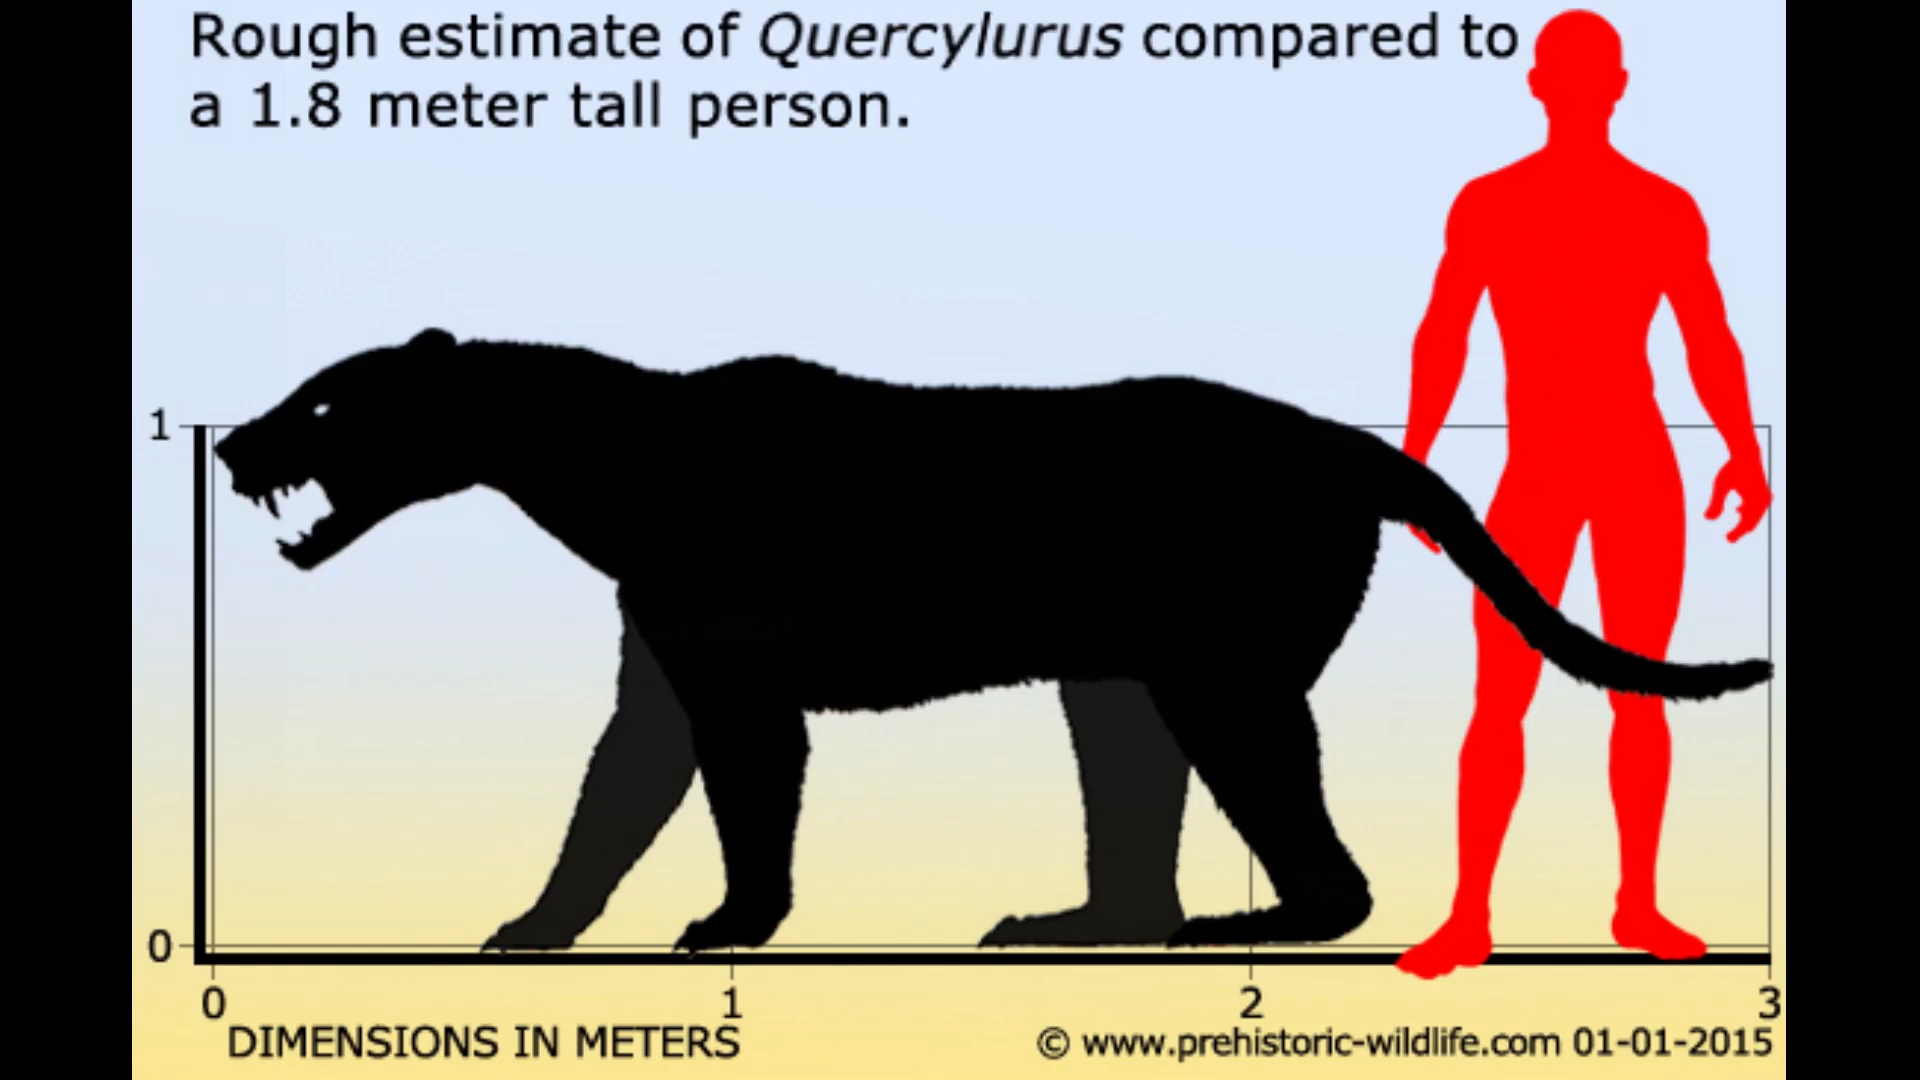 Rough estimate of Quercylurus compared to
a 1.8 meter tall person.
1
0
0 1 2 3
DIMENSIONS IN METERS
© www.prehistoric-wildlife.com 01-01-2015